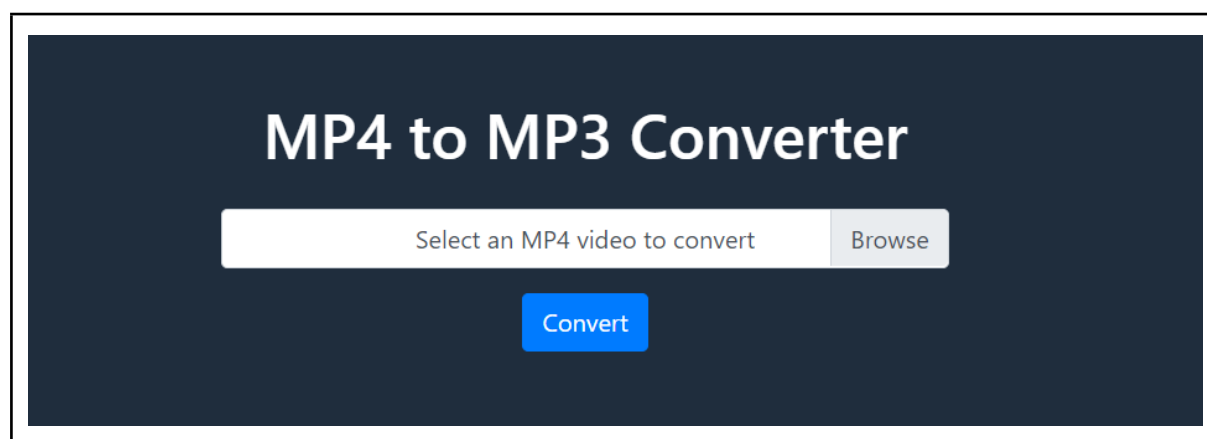 MP4 to MP3 Converter
Select an MP4 video to convert Browse
Convert